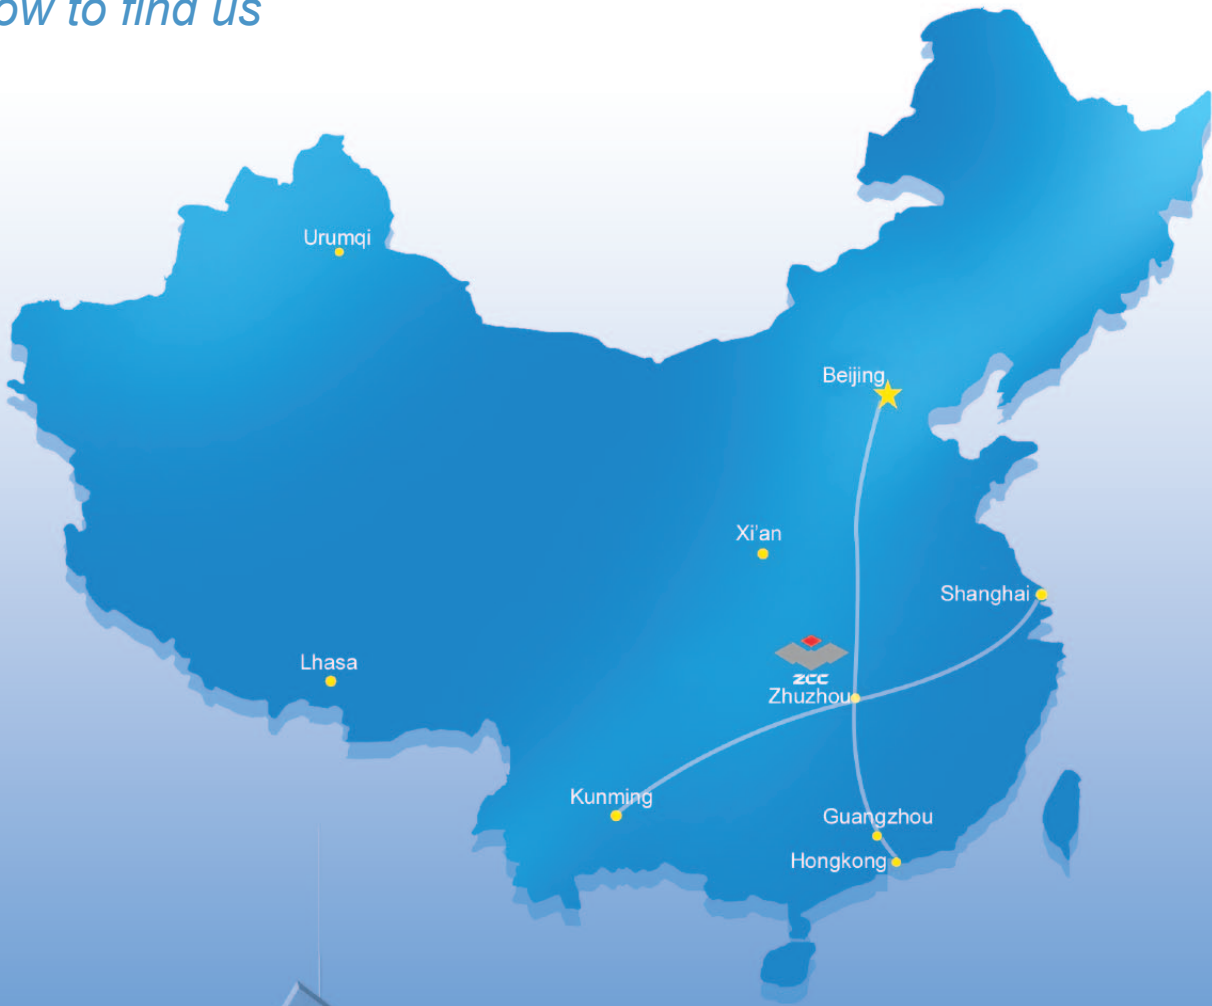 ow to find us
Urumqi
Beijing
Xi'an
Shanghai
Lhasa
zcc
Zhuzhou
Kunming
Guangzhou
Hongkong